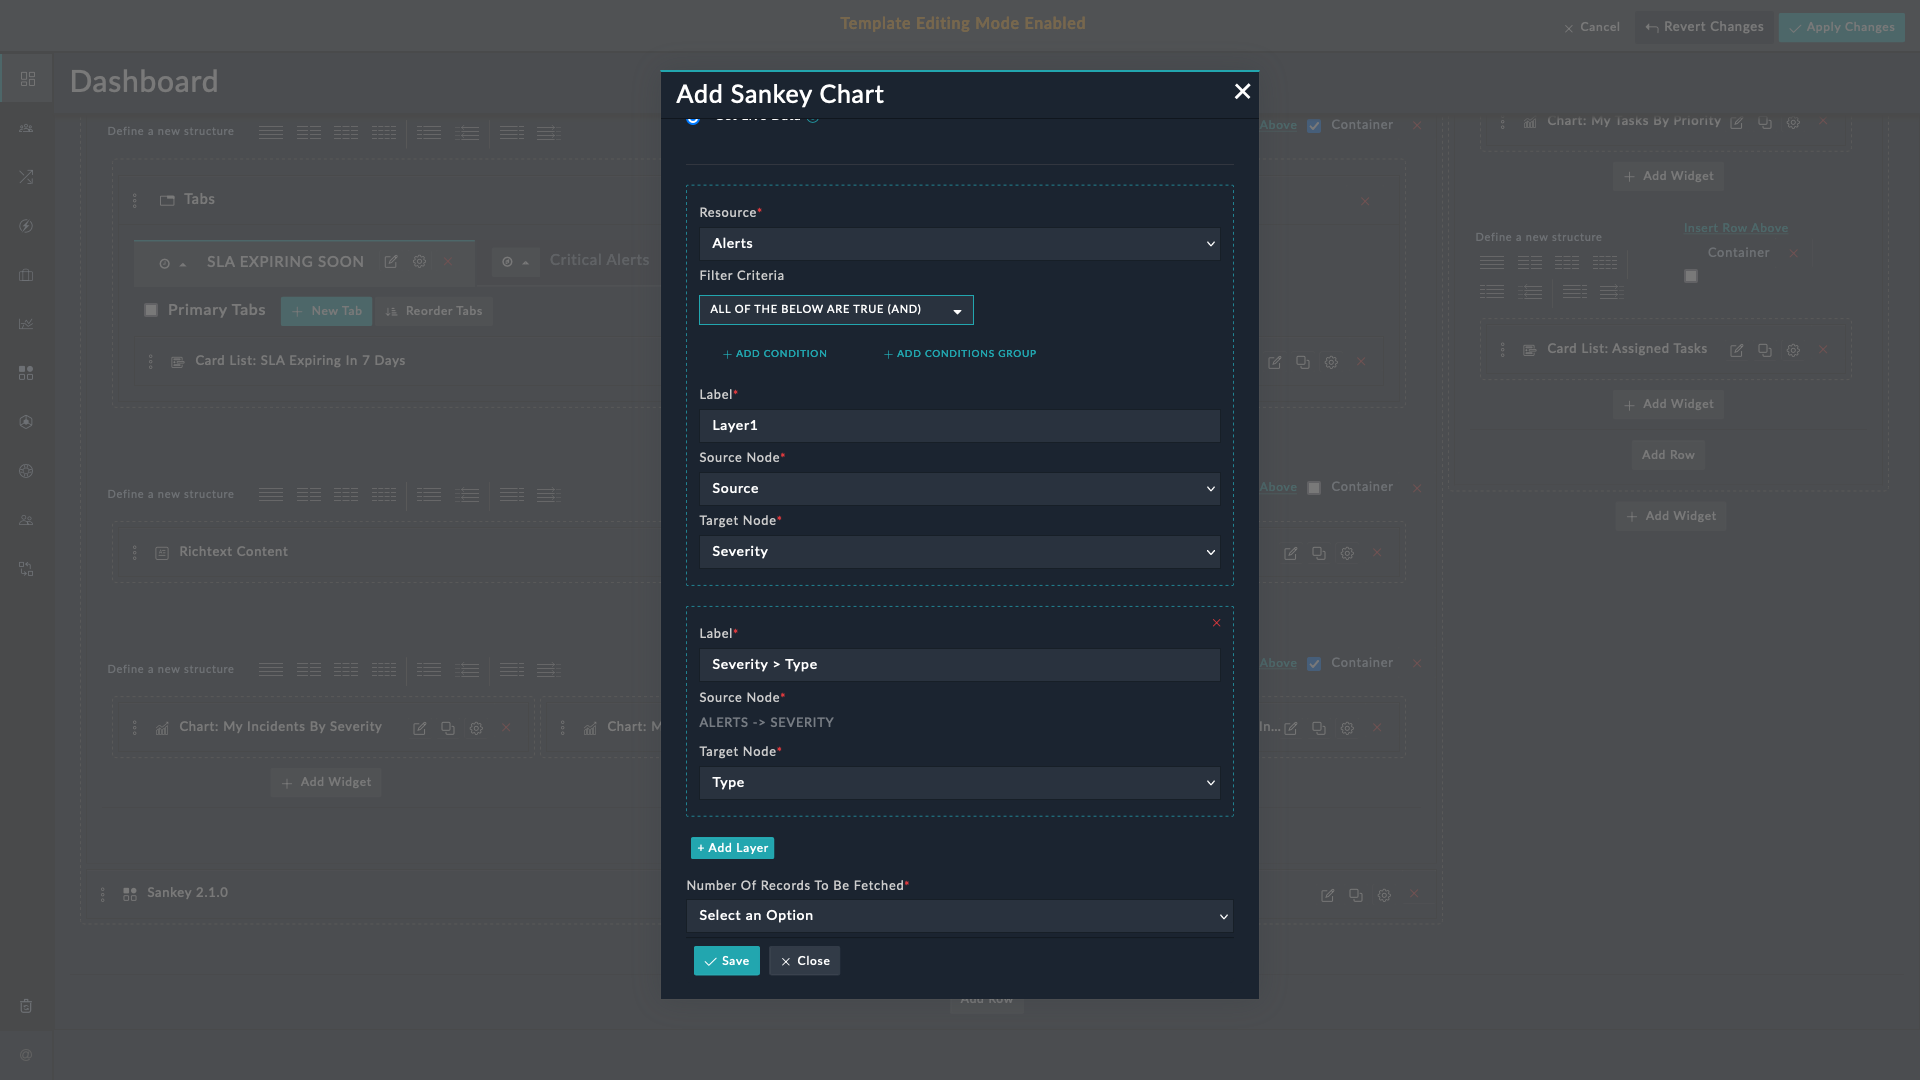 Template Editing Mode Enabled
Cancel
Revert Changes
Apply Changes
Dashboard
Define a new structure
Above
Container
Chart: My Tasks By Priority
Add Widget
Tabs
SLA EXPIRING SOON
Critical Alerts
Primary Tabs
New Tab
Reorder Tabs
Card List: SLA Expiring In 7 Days
Insert Row Above
Define a new structure
Container
Card List: Assigned Tasks
Add Widget
Add Row
Add Widget
Define a new structure
Above
Container
Richtext Content
Define a new structure
Above
Container
Chart: My Incidents By Severity
Chart: M
In...
Add Widget
Sankey 2.1.0
Add Row
Add Sankey Chart
Resource*
Alerts
Filter Criteria
ALL OF THE BELOW ARE TRUE (AND)
+ ADD CONDITION
+ ADD CONDITIONS GROUP
Label*
Layer1
Source Node*
Source
Target Node*
Severity
Label*
Severity > Type
Source Node*
ALERTS -> SEVERITY
Target Node*
Type
+ Add Layer
Number Of Records To Be Fetched*
Select an Option
Save
Close